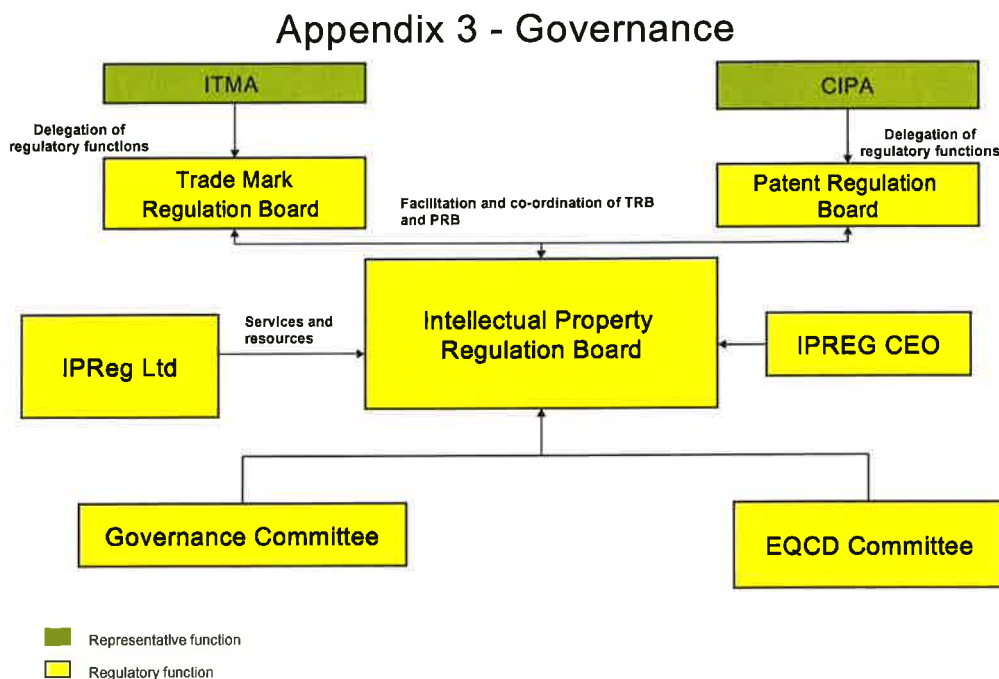 Appendix 3 - Governance
ITMA
CIPA
Delegation of
regulatory functions
Delegation of
regulatory functions
Trade Mark
Regulation Board
Patent Regulation
Board
Facilitation and co-ordination of TRB
and PRB
Intellectual Property
Regulation Board
Services and
resources
IPReg Ltd
IPREG CEO
Governance Committee
EQCD Committee
Representative function
Regulatory function